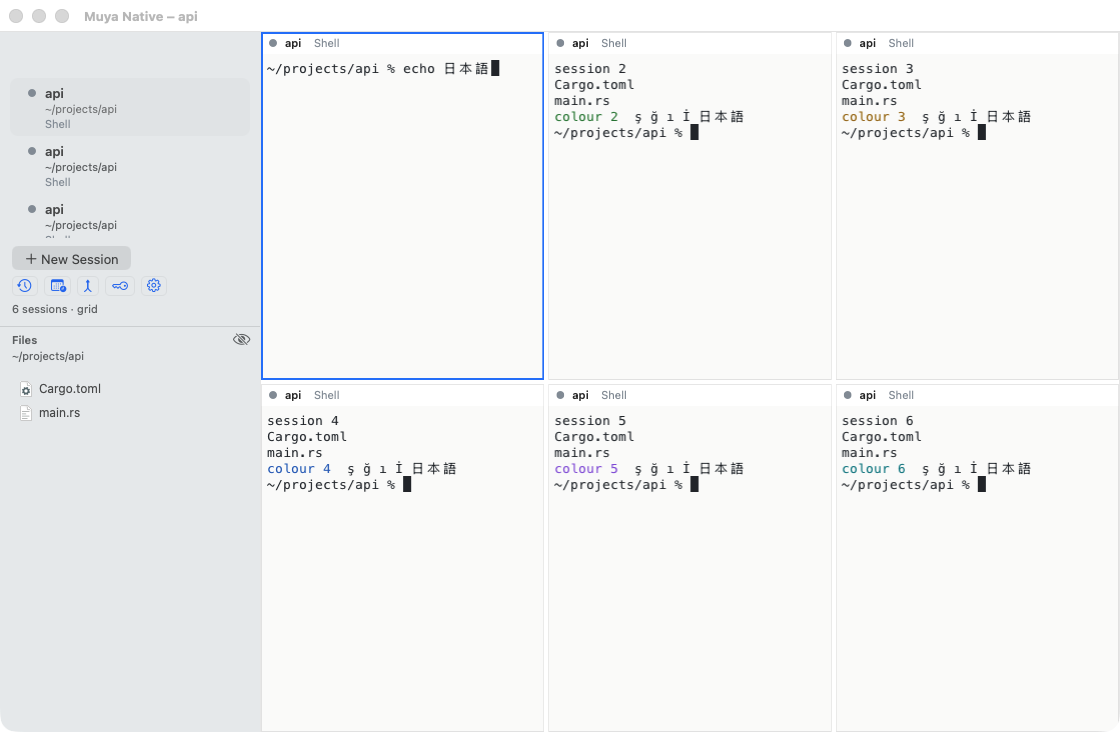 Muya Native – api
api
~/projects/api
Shell
api
~/projects/api
Shell
api
~/projects/api
+ New Session
6 sessions · grid
Files
~/projects/api
Cargo.toml
main.rs
api Shell
~/projects/api % echo 日本語
api Shell
session 2
Cargo.toml
main.rs
colour 2 ş ğ ı İ 日本語
~/projects/api %
api Shell
session 3
Cargo.toml
main.rs
colour 3 ş ğ ı İ 日本語
~/projects/api %
api Shell
session 4
Cargo.toml
main.rs
colour 4 ş ğ ı İ 日本語
~/projects/api %
api Shell
session 5
Cargo.toml
main.rs
colour 5 ş ğ ı İ 日本語
~/projects/api %
api Shell
session 6
Cargo.toml
main.rs
colour 6 ş ğ ı İ 日本語
~/projects/api %